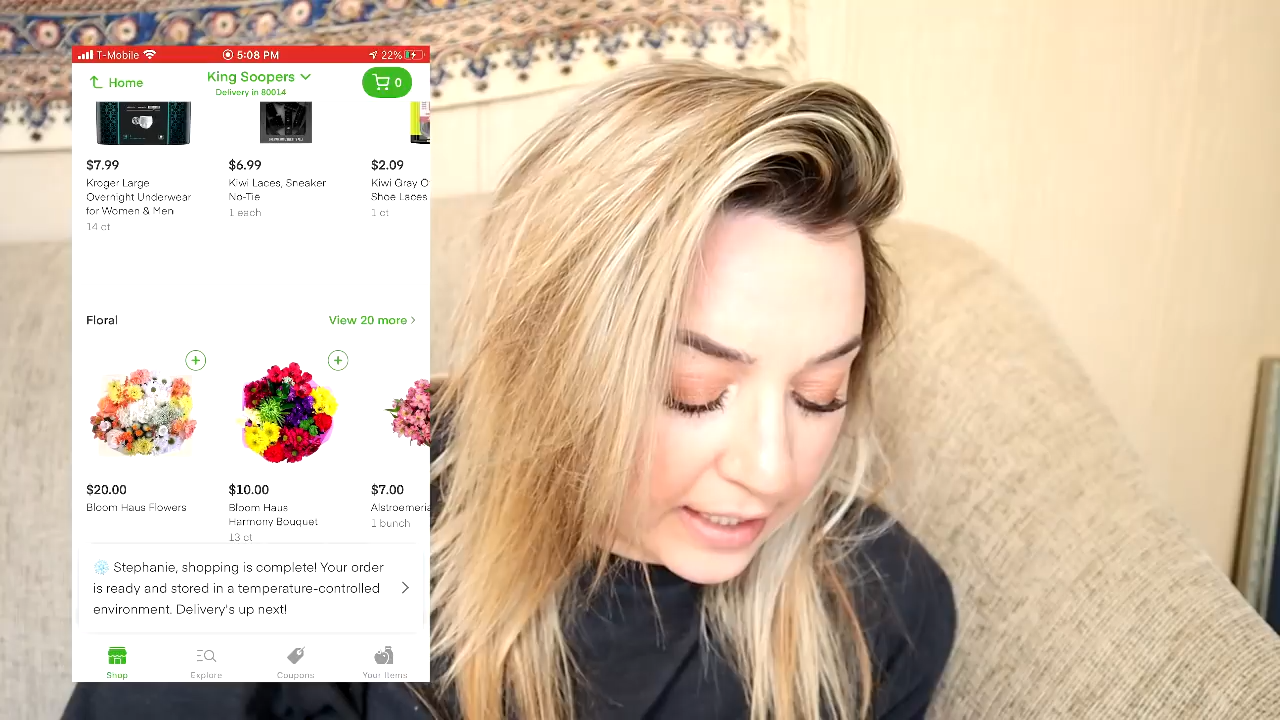 T-Mobile 5:08 PM 22%
Home
King Soopers
Delivery in 80014
0
$7.99
Kroger Large
Overnight Underwear
for Women & Men
14 ct
$6.99
Kiwi Laces, Sneaker
No-Tie
1 each
$2.09
Kiwi Gray O
Shoe Laces
1 ct
Floral
View 20 more
$20.00
Bloom Haus Flowers
$10.00
Bloom Haus
Harmony Bouquet
13 ct
$7.00
Alstroemeria
1 bunch
Stephanie, shopping is complete! Your order
is ready and stored in a temperature-controlled
environment. Delivery's up next!
Shop
Explore
Coupons
Your Items